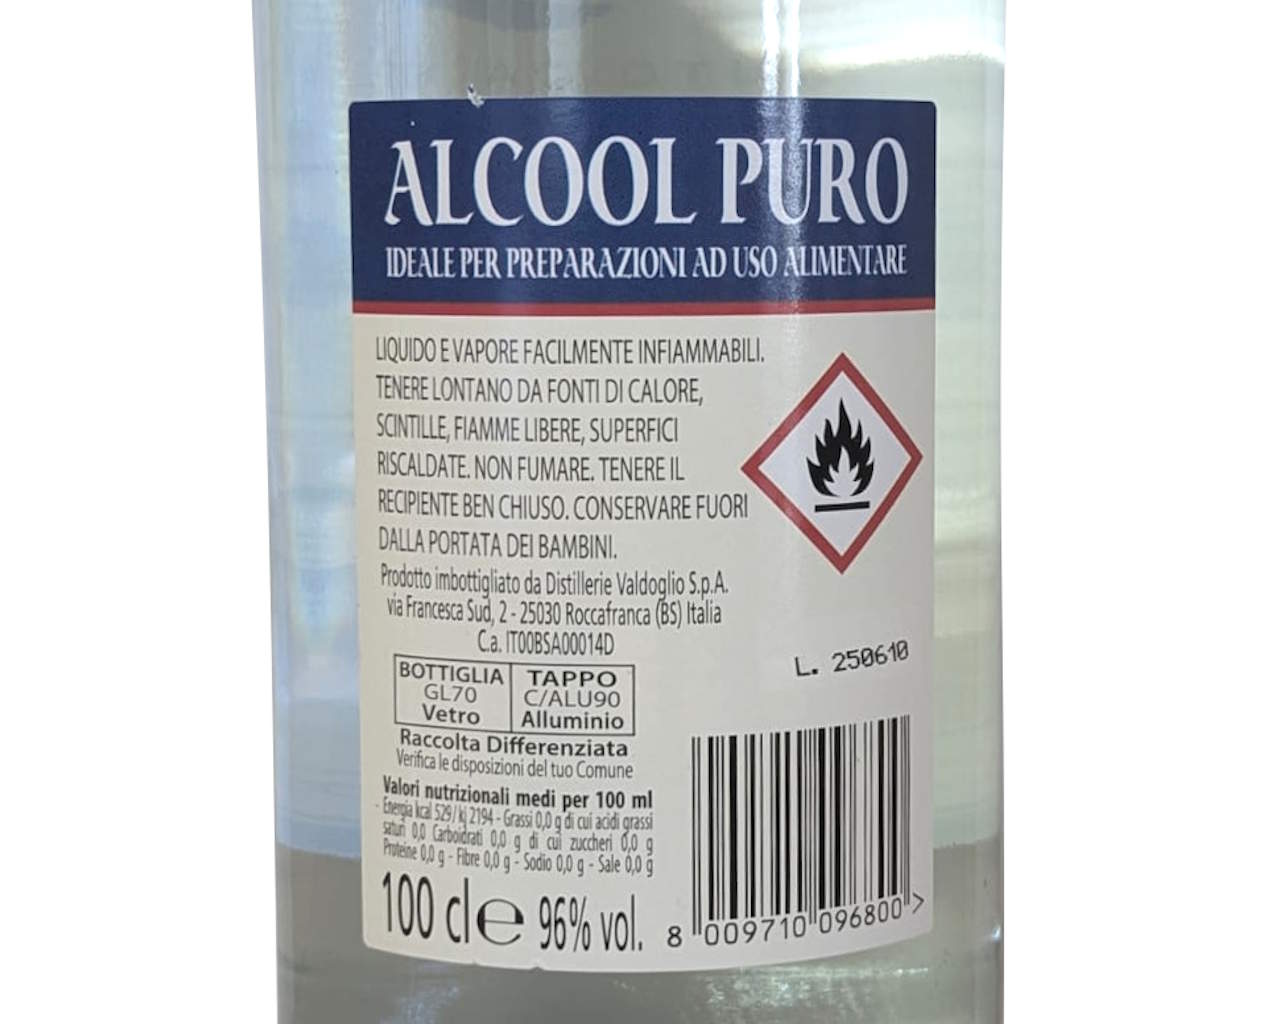 ALCOOL PURO
IDEALE PER PREPARAZIONI AD USO ALIMENTARE
LIQUIDO E VAPORE FACILMENTE INFIAMMABILI.
TENERE LONTANO DA FONTI DI CALORE,
SCINTILLE, FIAMME LIBERE, SUPERFICI
RISCALDATE. NON FUMARE. TENERE IL
RECIPIENTE BEN CHIUSO. CONSERVARE FUORI
DALLA PORTATA DEI BAMBINI.
Prodotto imbottigliato da Distillerie Valdoglio S.p.A.
via Francesca Sud, 2 - 25030 Roccafranca (BS) Italia
C.a. IT00BSA00014D
L. 250610
BOTTIGLIA TAPPO
GL70 C/ALU90
Vetro Alluminio
Raccolta Differenziata
Verifica le disposizioni del tuo Comune
Valori nutrizionali medi per 100 ml
- Energia kcal 529/kj 2194 - Grassi 0,0 g di cui acidi grassi
saturi 0,0 Carboidrati 0,0 g di cui zuccheri 0,0 g
Proteine 0,0 g - Fibre 0,0 g - Sodio 0,0 g - Sale 0,0 g
100 cl e 96% vol.
8 009710 096800 >